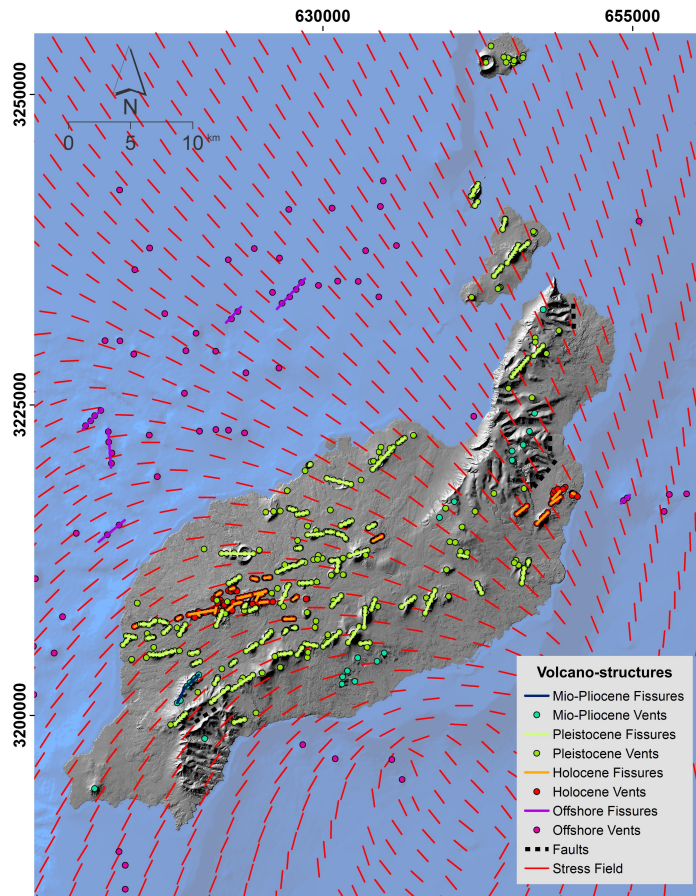 630000 655000
3250000
N
0 5 10 km
3225000
3200000
Volcano-structures
Mio-Pliocene Fissures
Mio-Pliocene Vents
Pleistocene Fissures
Pleistocene Vents
Holocene Fissures
Holocene Vents
Offshore Fissures
Offshore Vents
Faults
Stress Field